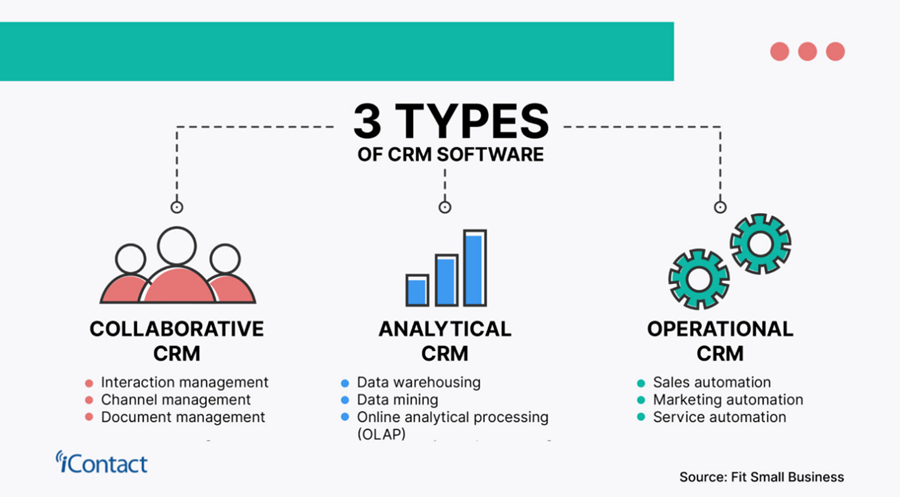 3 TYPES
OF CRM SOFTWARE
COLLABORATIVE
CRM
Interaction management
Channel management
Document management
ANALYTICAL
CRM
Data warehousing
Data mining
Online analytical processing
(OLAP)
OPERATIONAL
CRM
Sales automation
Marketing automation
Service automation
iContact
Source: Fit Small Business